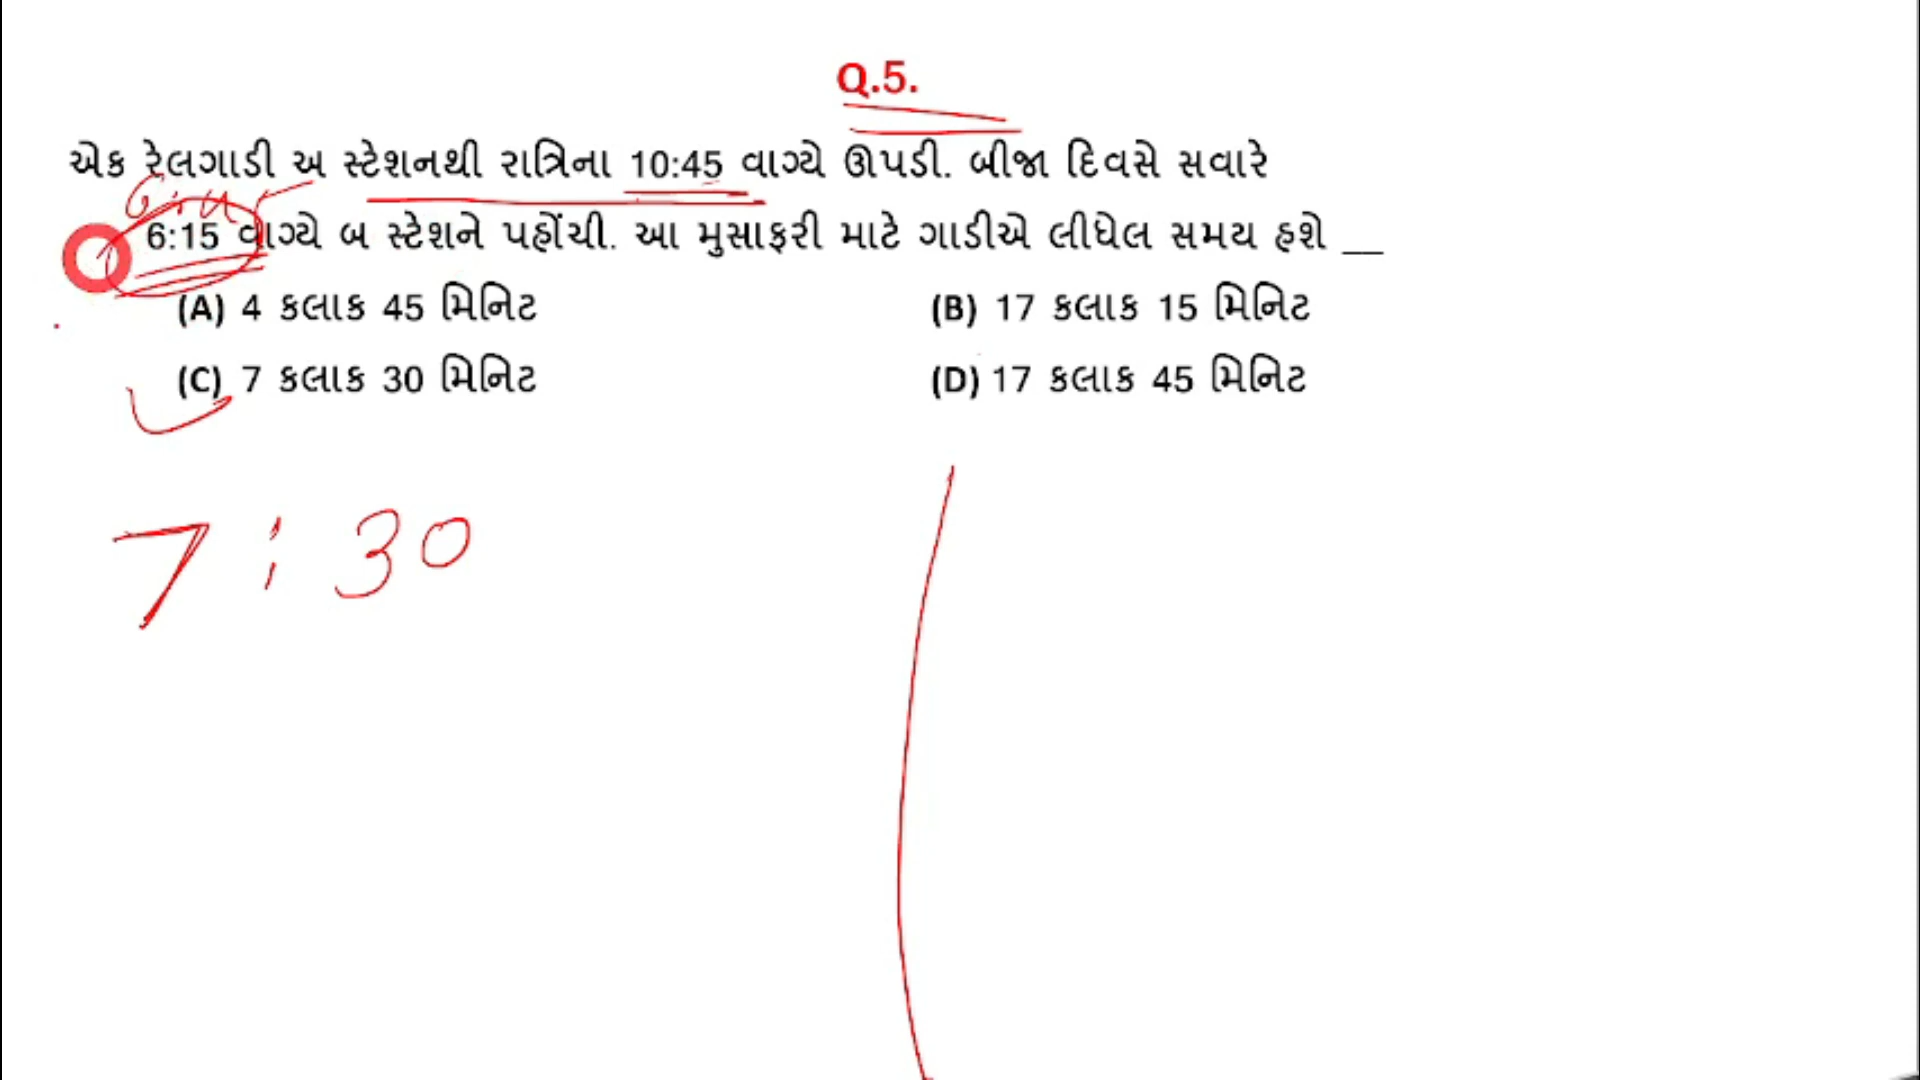 Q.5.
એક રેલગાડી અ સ્ટેશનથી રાત્રિના 10:45 વાગ્યે ઊપડી. બીજા દિવસે સવારે
6:15 વાગ્યે બ સ્ટેશને પહોંચી. આ મુસાફરી માટે ગાડીએ લીધેલ સમય હશે __
(A) 4 કલાક 45 મિનિટ (B) 17 કલાક 15 મિનિટ
(C) 7 કલાક 30 મિનિટ (D) 17 કલાક 45 મિનિટ
7 : 30